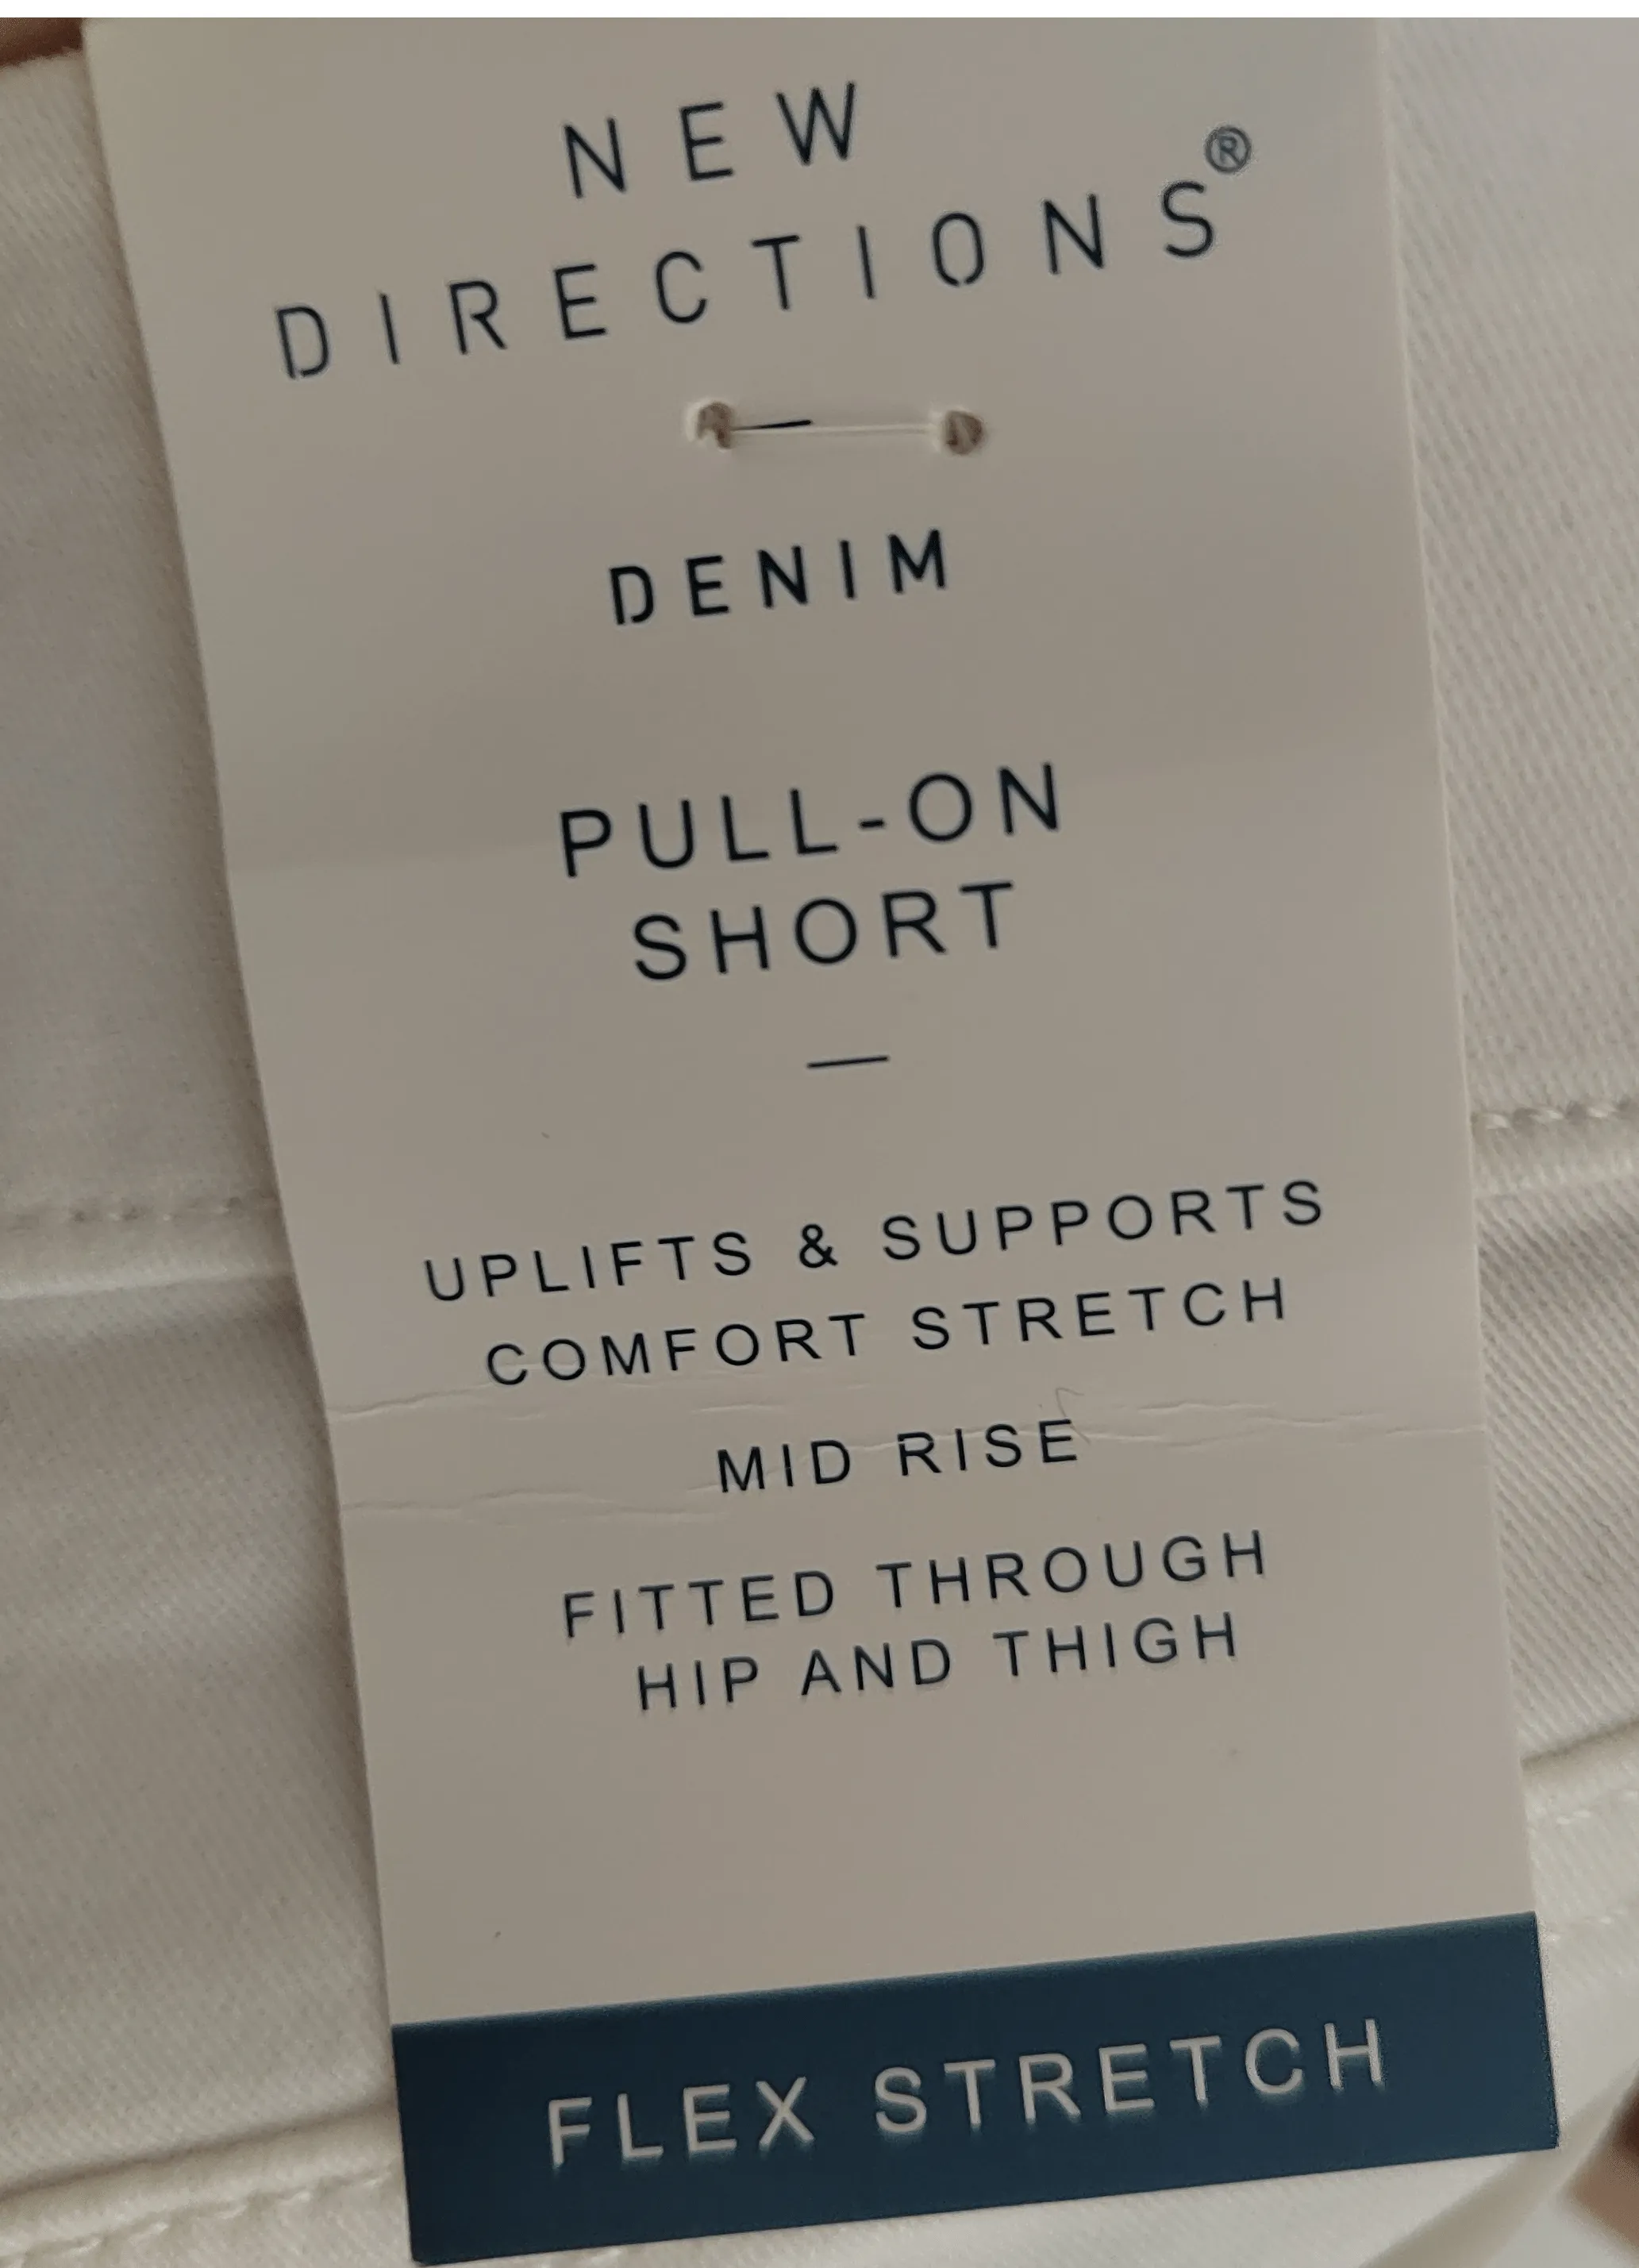 NEW
DIRECTIONS®
DENIM
PULL-ON
SHORT
—
UPLIFTS & SUPPORTS
COMFORT STRETCH
MID RISE
FITTED THROUGH
HIP AND THIGH
FLEX STRETCH